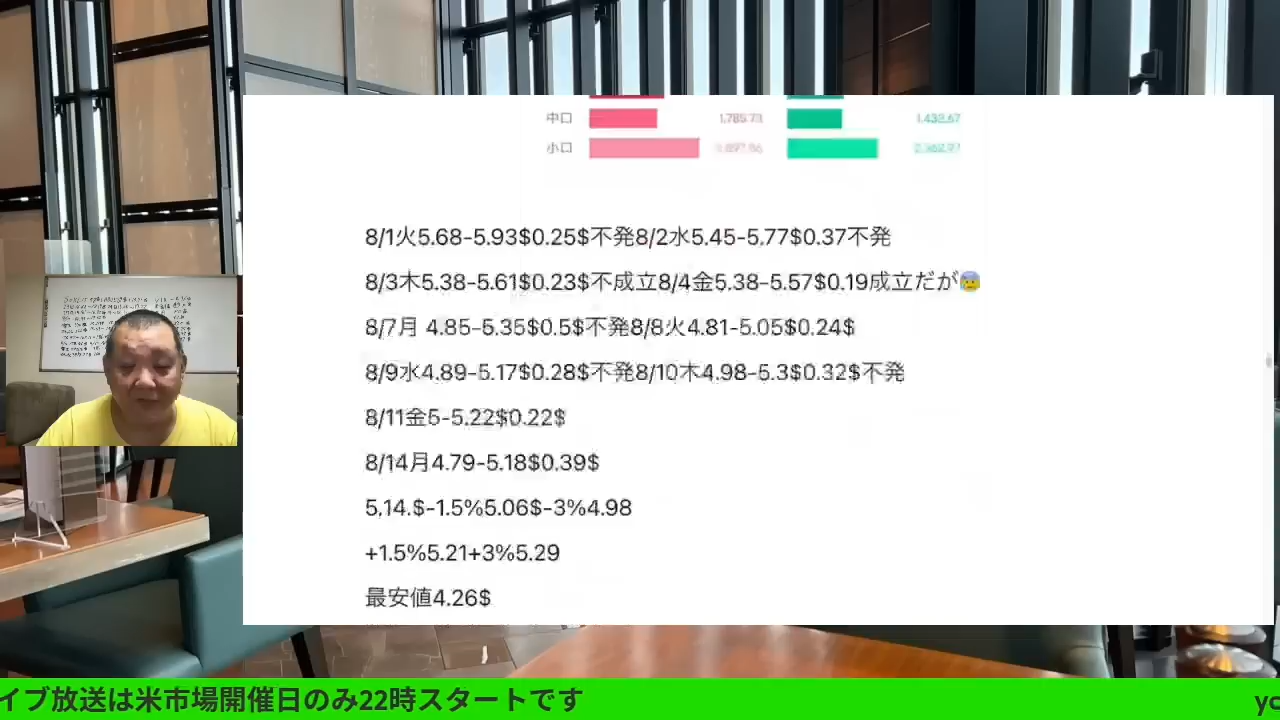 中口 1,785.73 1,432.67
小口
8/1火5.68-5.93$0.25$不発8/2水5.45-5.77$0.37不発
8/3木5.38-5.61$0.23$不成立8/4金5.38-5.57$0.19成立だが😰
8/7月 4.85-5.35$0.5$不発8/8火4.81-5.05$0.24$
8/9水4.89-5.17$0.28$不発8/10木4.98-5.3$0.32$不発
8/11金5-5.22$0.22$
8/14月4.79-5.18$0.39$
5.14.$-1.5%5.06$-3%4.98
+1.5%5.21+3%5.29
最安値4.26$
イブ放送は米市場開催日のみ22時スタートです